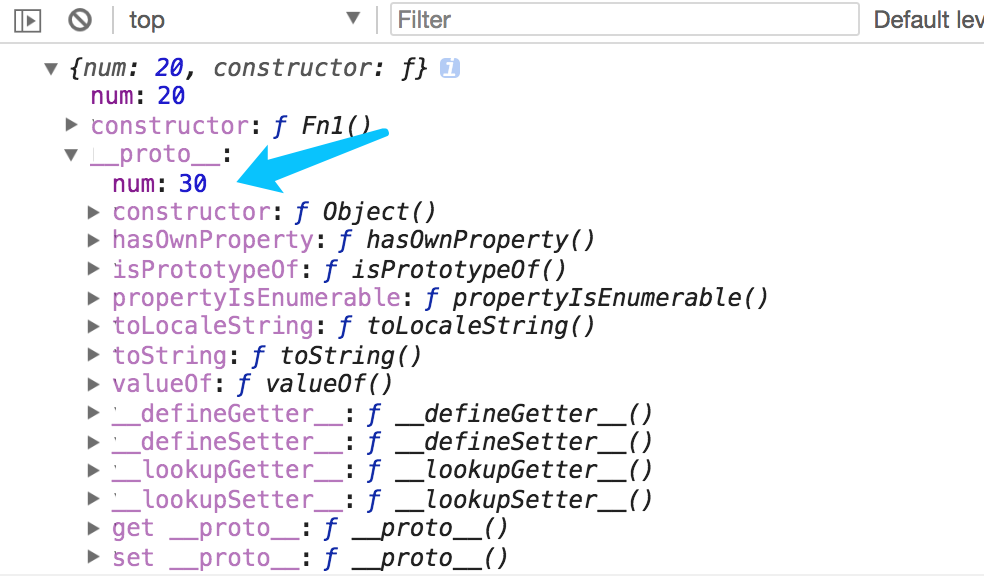 top Filter Default lev
{num: 20, constructor: ƒ} i
num: 20
constructor: ƒ Fn1()
__proto__:
num: 30
constructor: ƒ Object()
hasOwnProperty: ƒ hasOwnProperty()
isPrototypeOf: ƒ isPrototypeOf()
propertyIsEnumerable: ƒ propertyIsEnumerable()
toLocaleString: ƒ toLocaleString()
toString: ƒ toString()
valueOf: ƒ valueOf()
__defineGetter__: ƒ __defineGetter__()
__defineSetter__: ƒ __defineSetter__()
__lookupGetter__: ƒ __lookupGetter__()
__lookupSetter__: ƒ __lookupSetter__()
get __proto__: ƒ __proto__()
set __proto__: ƒ __proto__()